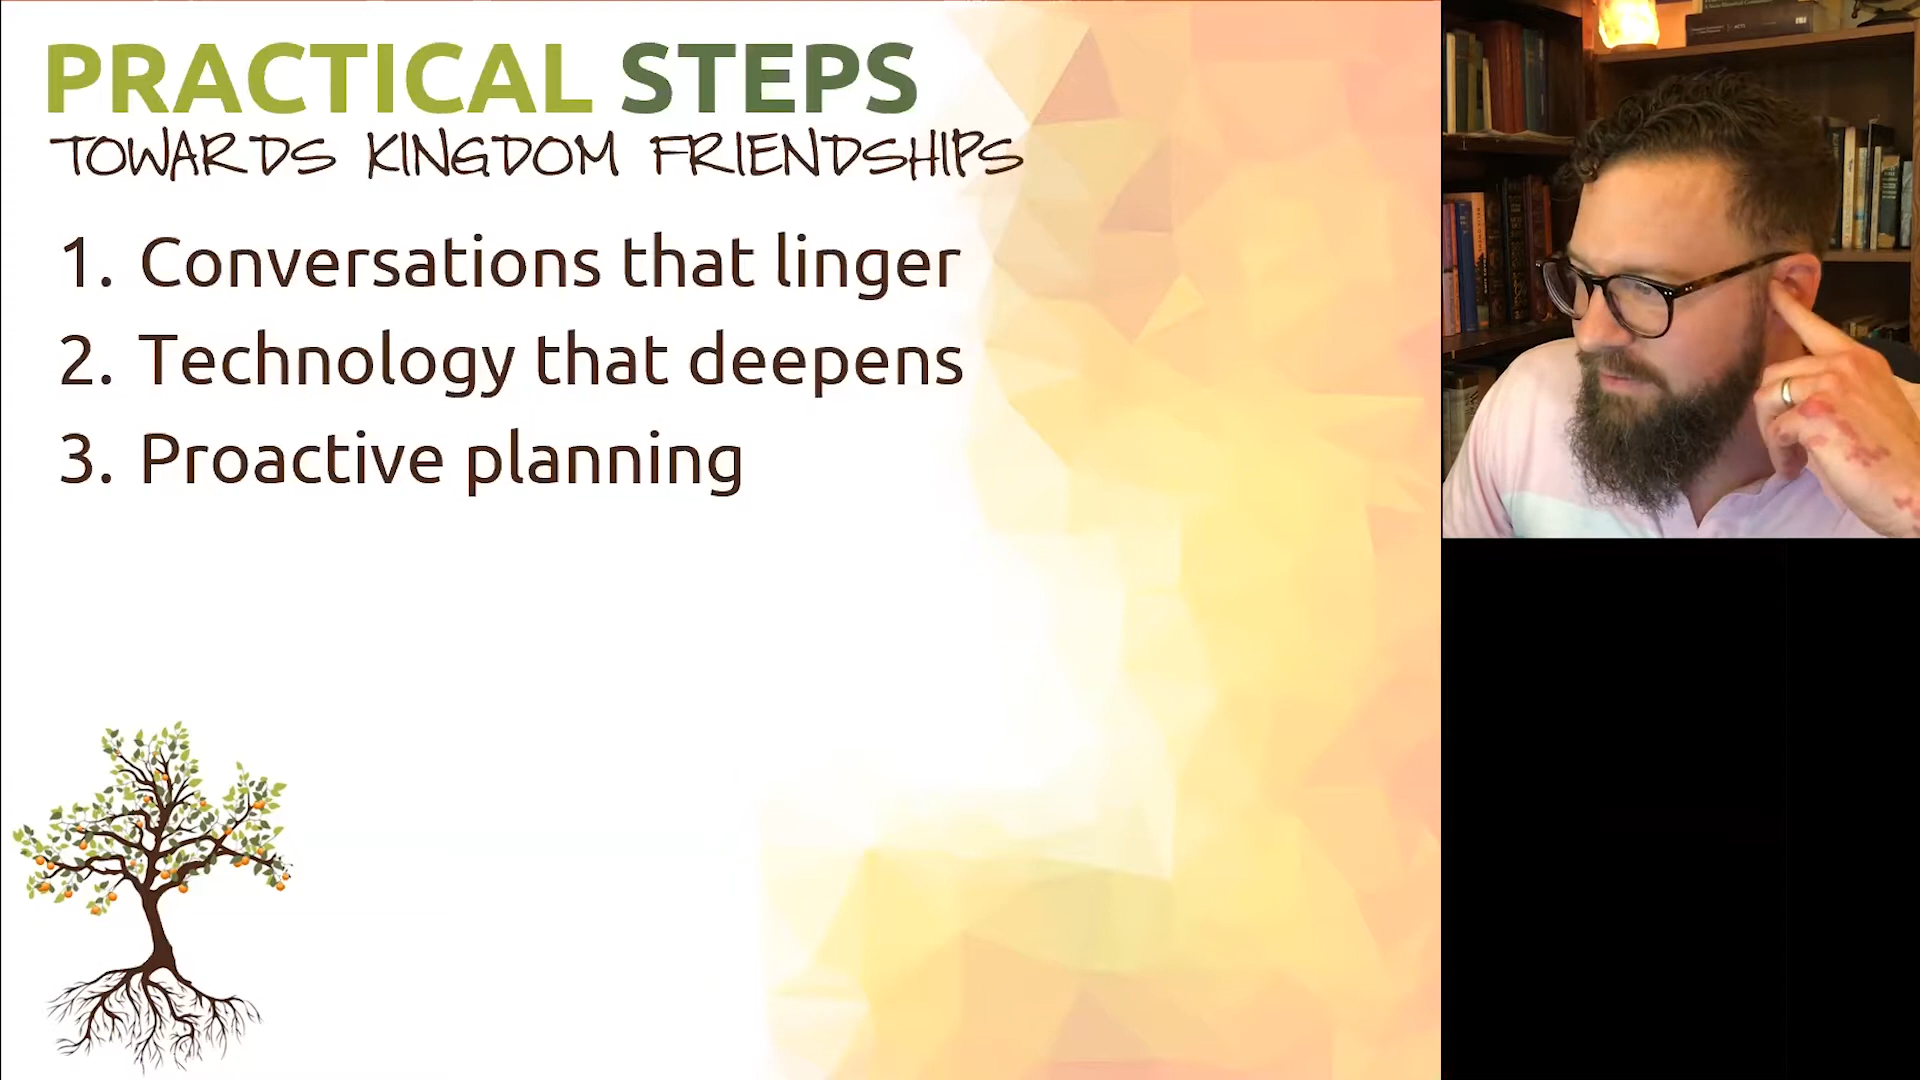 PRACTICAL STEPS
TOWARDS KINGDOM FRIENDSHIPS
1. Conversations that linger
2. Technology that deepens
3. Proactive planning